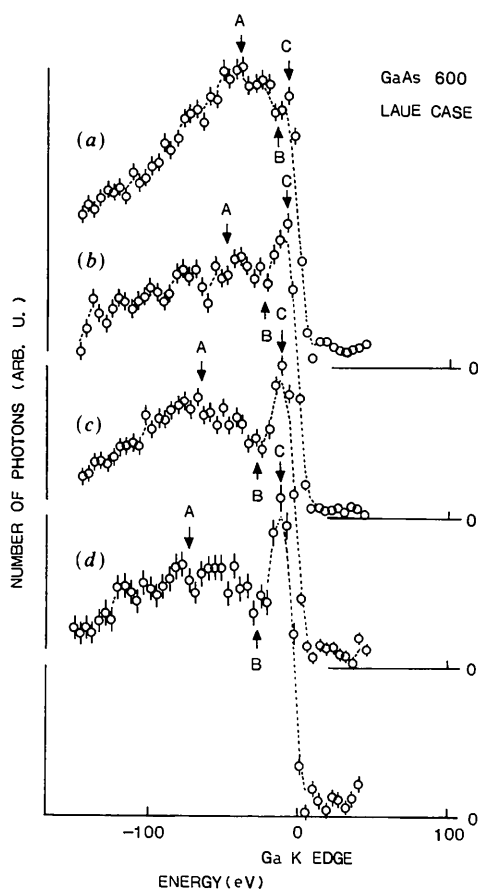 A
C
GaAs 600
LAUE CASE
(a)
B
C
A
(b)
B
C
0
A
(c)
B
C
0
A
(d)
B
0
0
NUMBER OF PHOTONS (ARB. U.)
-100
0
100
Ga K EDGE
ENERGY(eV)